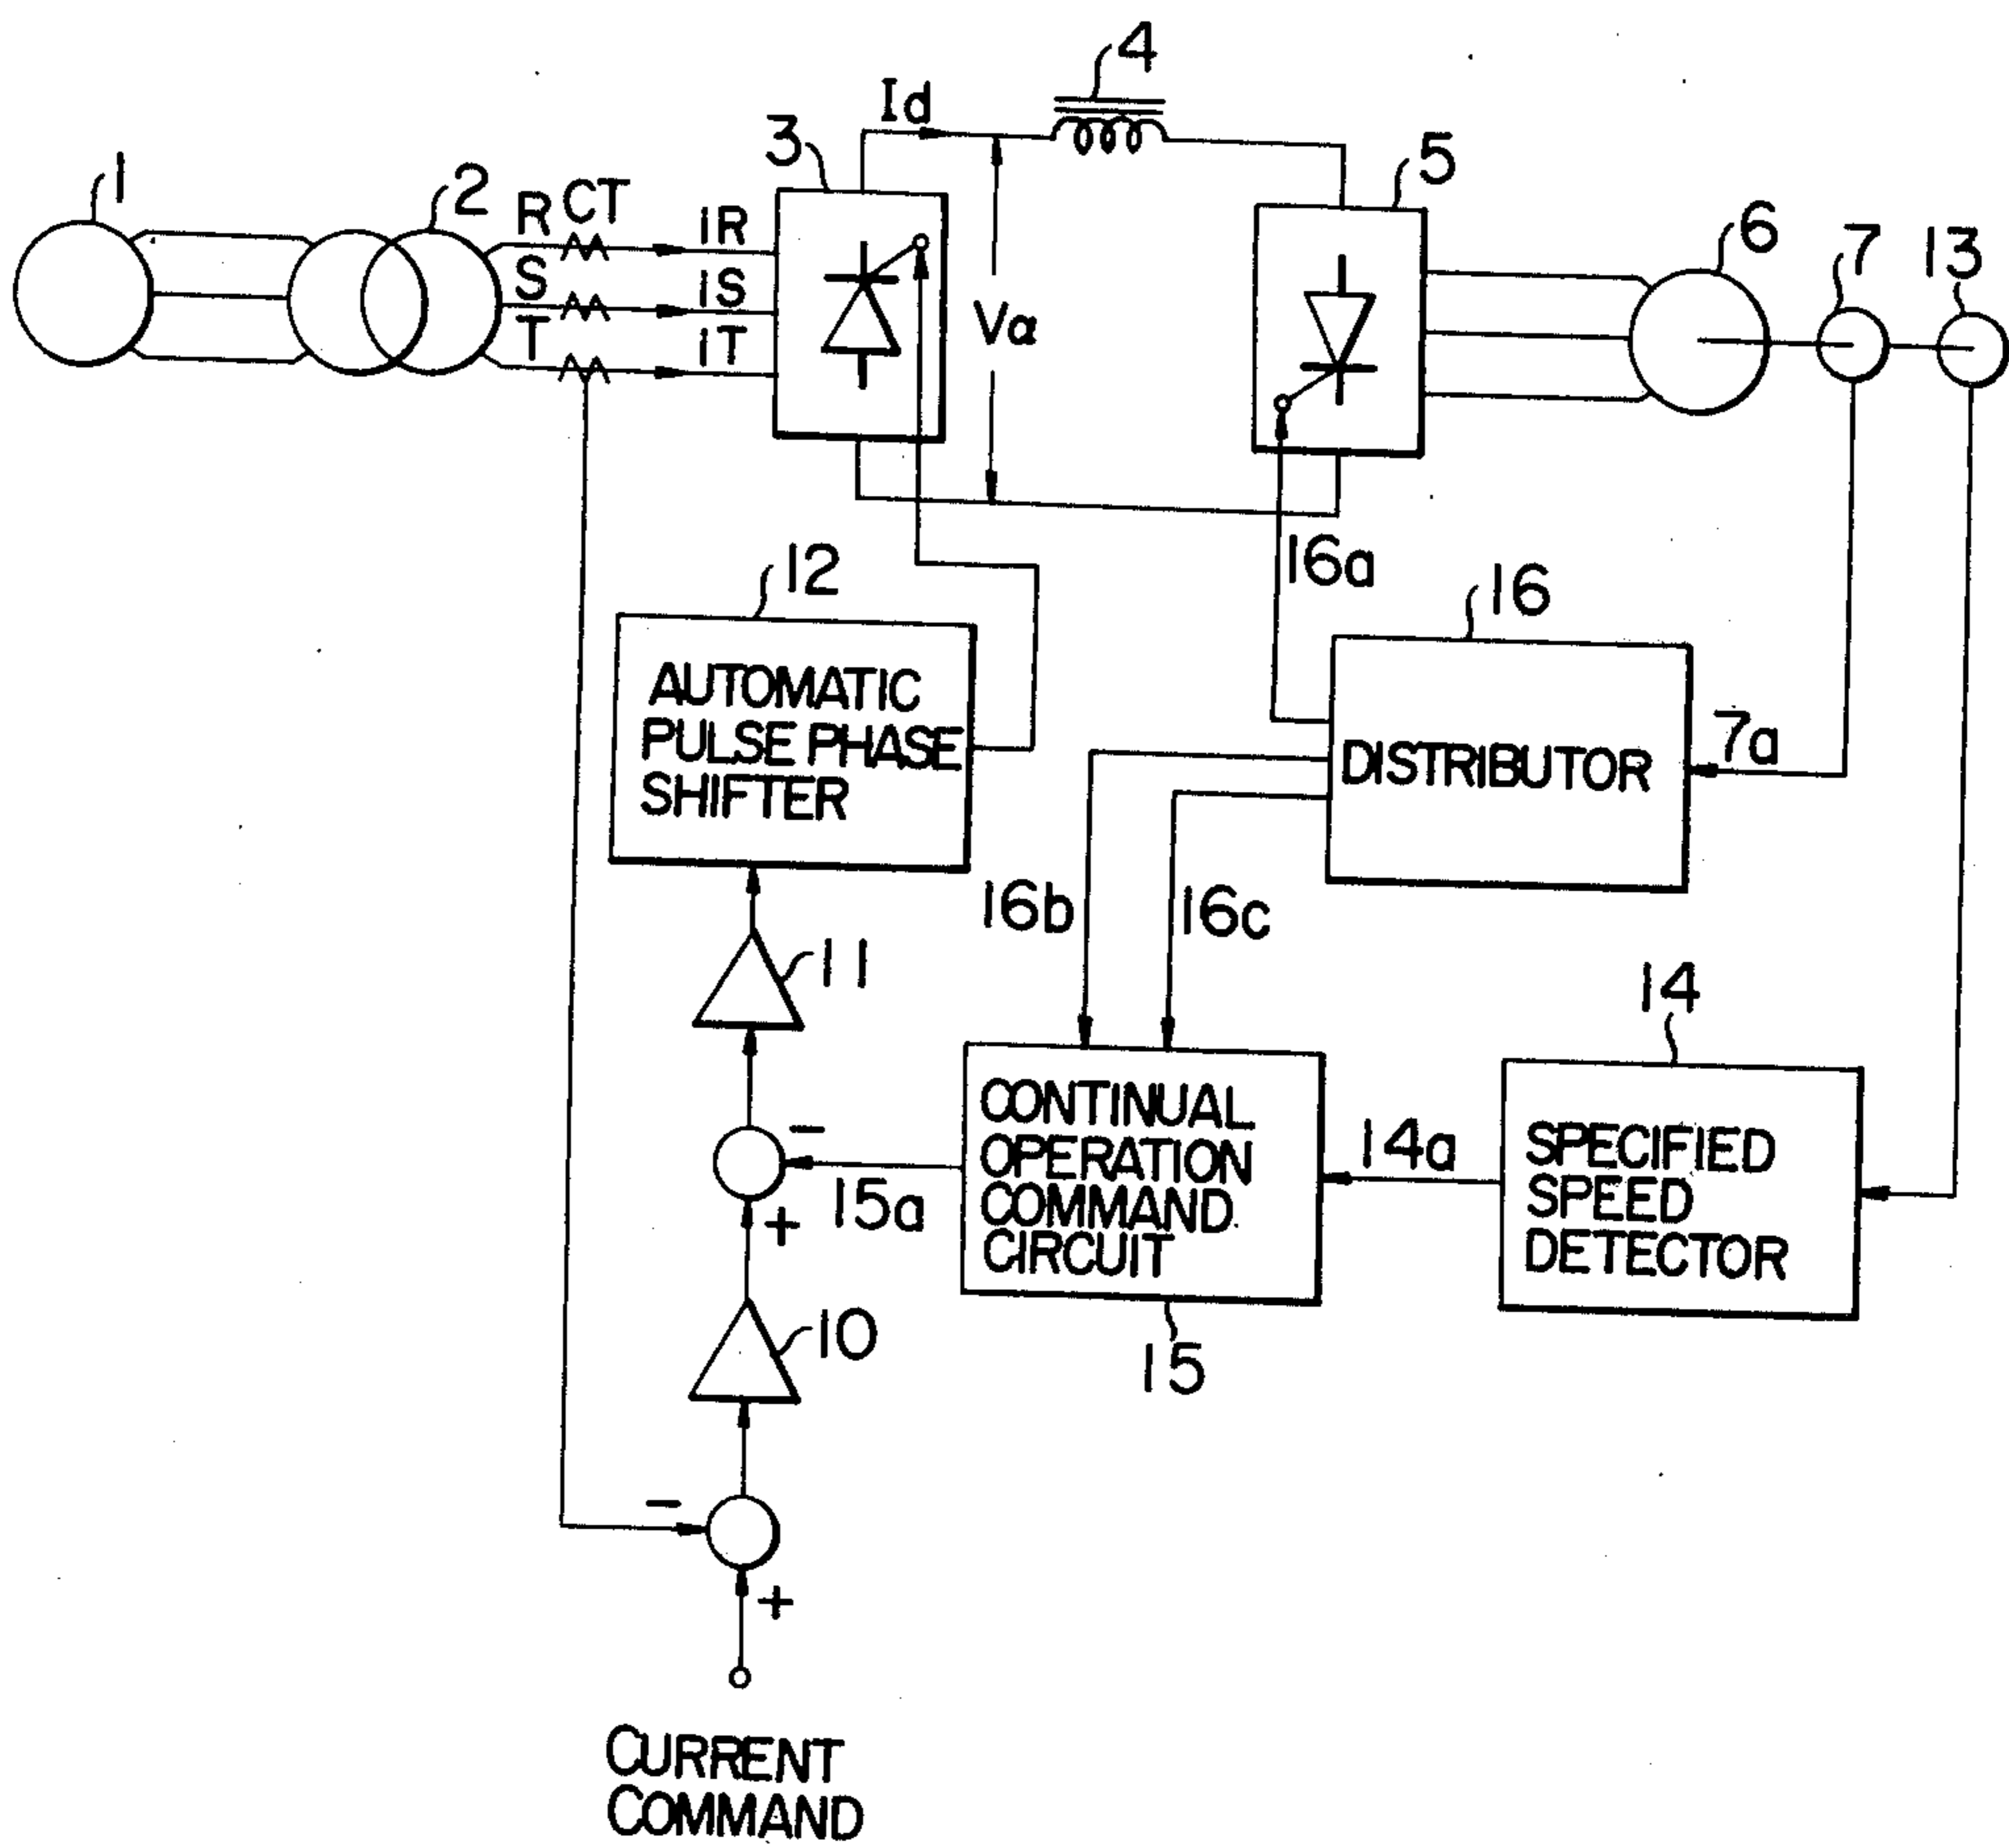 4
Id
3
5
1
2
R CT
iR
6
7
13
S
iS
T
iT
Vα
12
16a
16
AUTOMATIC
PULSE PHASE
SHIFTER
7a
DISTRIBUTOR
16b
16c
11
14
CONTINUAL
OPERATION
COMMAND
CIRCUIT
14a
SPECIFIED
SPEED
DETECTOR
−
15a
+
10
15
−
+
CURRENT
COMMAND